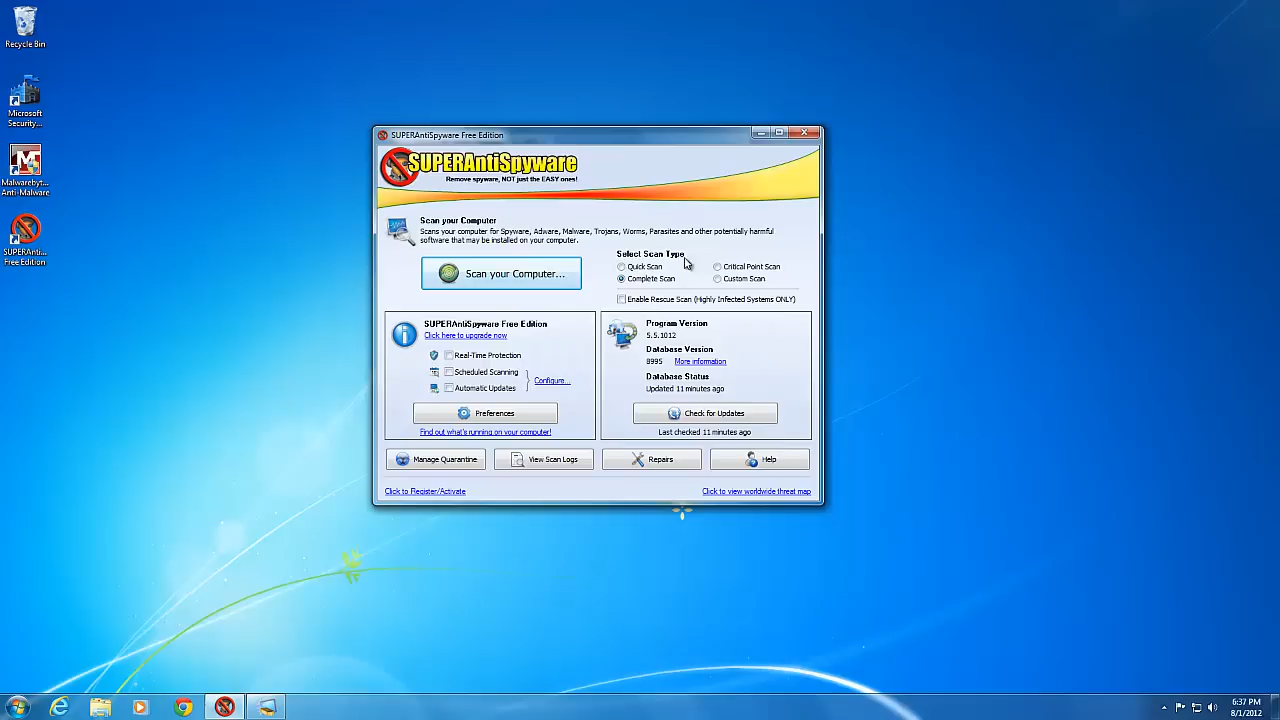 Recycle Bin
Microsoft
Security...
Malwarebyt...
Anti-Malware
SUPERAnti...
Free Edition
SUPERAntiSpyware Free Edition
SUPERAntiSpyware
Remove spyware, NOT just the EASY ones!
Scan your Computer
Scans your computer for Spyware, Adware, Malware, Trojans, Worms, Parasites and other potentially harmful
software that may be installed on your computer.
Scan your Computer...
Select Scan Type
Quick Scan
Critical Point Scan
Complete Scan
Custom Scan
Enable Rescue Scan (Highly Infected Systems ONLY)
SUPERAntiSpyware Free Edition
Click here to upgrade now
Real-Time Protection
Scheduled Scanning
Automatic Updates
Configure...
Preferences
Find out what's running on your computer!
Program Version
5.5.1012
Database Version
8995 More information
Database Status
Updated 11 minutes ago
Check for Updates
Last checked 11 minutes ago
Manage Quarantine
View Scan Logs
Repairs
Help
Click to Register/Activate
Click to view worldwide threat map
6:37 PM
8/1/2012